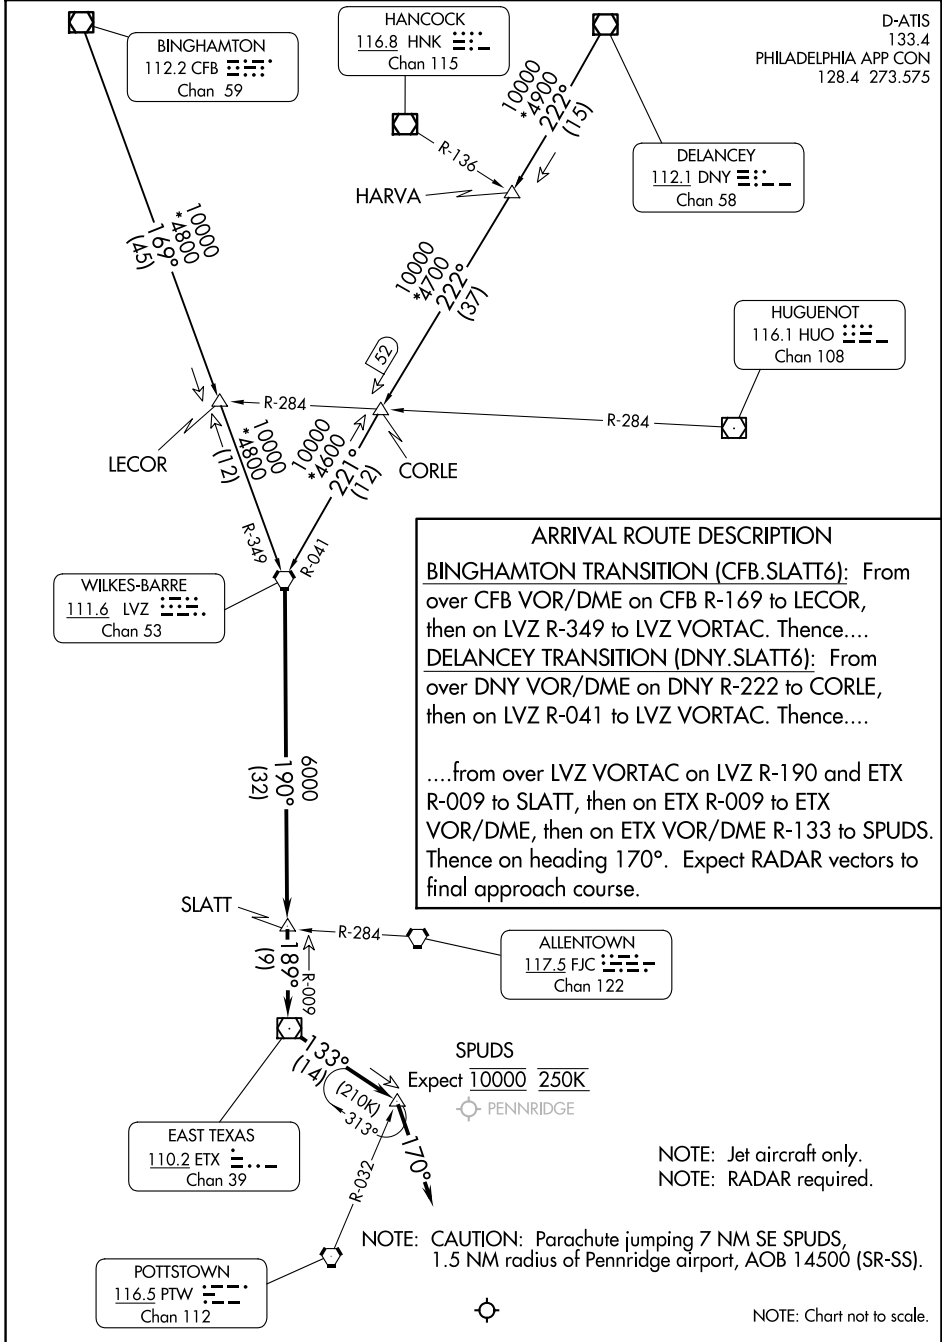 D-ATIS
133.4
PHILADELPHIA APP CON
128.4 273.575
BINGHAMTON
112.2 CFB
Chan 59
HANCOCK
116.8 HNK
Chan 115
DELANCEY
112.1 DNY
Chan 58
10000
*4900
222°
(15)
R-136
HARVA
10000
*4800
169°
(45)
10000
*4700
222°
(37)
HUGUENOT
116.1 HUO
Chan 108
52
R-284
R-284
LECOR
CORLE
10000
*4800
(12)
10000
*4600
221°
(12)
R-349
R-041
WILKES-BARRE
111.6 LVZ
Chan 53
ARRIVAL ROUTE DESCRIPTION
BINGHAMTON TRANSITION (CFB.SLATT6): From
over CFB VOR/DME on CFB R-169 to LECOR,
then on LVZ R-349 to LVZ VORTAC. Thence....
DELANCEY TRANSITION (DNY.SLATT6): From
over DNY VOR/DME on DNY R-222 to CORLE,
then on LVZ R-041 to LVZ VORTAC. Thence....
....from over LVZ VORTAC on LVZ R-190 and ETX
R-009 to SLATT, then on ETX R-009 to ETX
VOR/DME, then on ETX VOR/DME R-133 to SPUDS.
Thence on heading 170°. Expect RADAR vectors to
final approach course.
6000
190°
(32)
SLATT
R-284
ALLENTOWN
117.5 FJC
Chan 122
189°
(9)
R-009
133°
(14)
(210K)
313°
SPUDS
Expect 10000 250K
PENNRIDGE
EAST TEXAS
110.2 ETX
Chan 39
170°
R-032
NOTE: Jet aircraft only.
NOTE: RADAR required.
NOTE: CAUTION: Parachute jumping 7 NM SE SPUDS,
1.5 NM radius of Pennridge airport, AOB 14500 (SR-SS).
POTTSTOWN
116.5 PTW
Chan 112
NOTE: Chart not to scale.